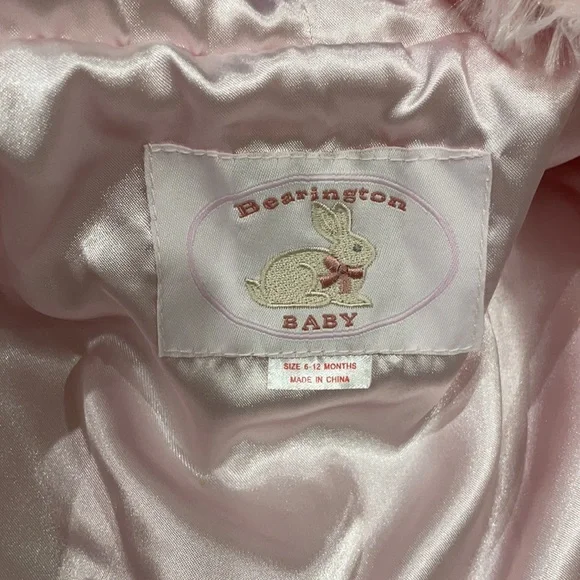 Bearington
BABY
SIZE 6-12 MONTHS
MADE IN CHINA